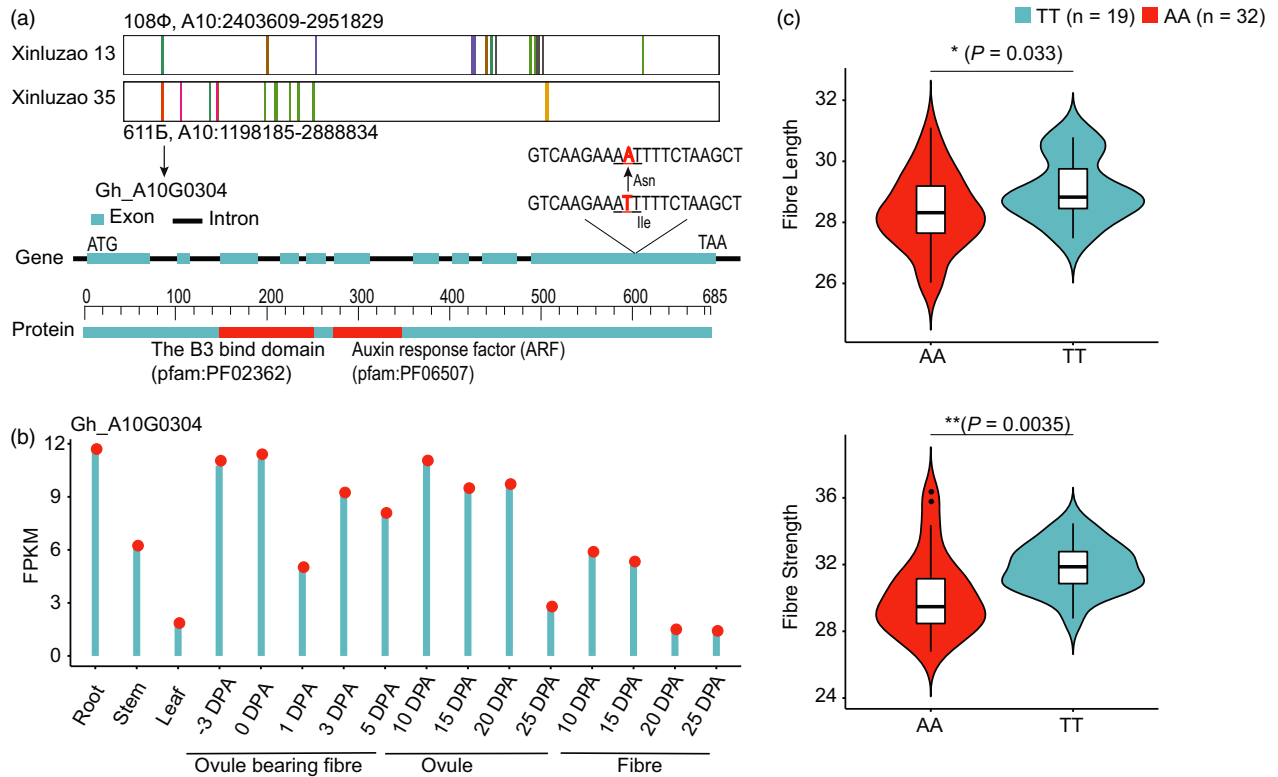 (a)
108Ф, A10:2403609-2951829
Xinluzao 13
Xinluzao 35
611Б, A10:1198185-2888834
Gh_A10G0304
Exon Intron
GTCAAGAAAATTTTCTAAGCT
Asn
GTCAAGAAATTTTTCTAAGCT
Ile
ATG
TAA
Gene
0 100 200 300 400 500 600 685
Protein
The B3 bind domain
(pfam:PF02362)
Auxin response factor (ARF)
(pfam:PF06507)
(b)
Gh_A10G0304
12
9
6
3
0
FPKM
Root Stem Leaf -3 DPA 0 DPA 1 DPA 3 DPA 5 DPA 10 DPA 15 DPA 20 DPA 25 DPA 10 DPA 15 DPA 20 DPA 25 DPA
Ovule bearing fibre Ovule Fibre
(c)
TT (n = 19) AA (n = 32)
* (P = 0.033)
32
30
28
26
Fibre Length
AA TT
**(P = 0.0035)
36
32
28
24
Fibre Strength
AA TT